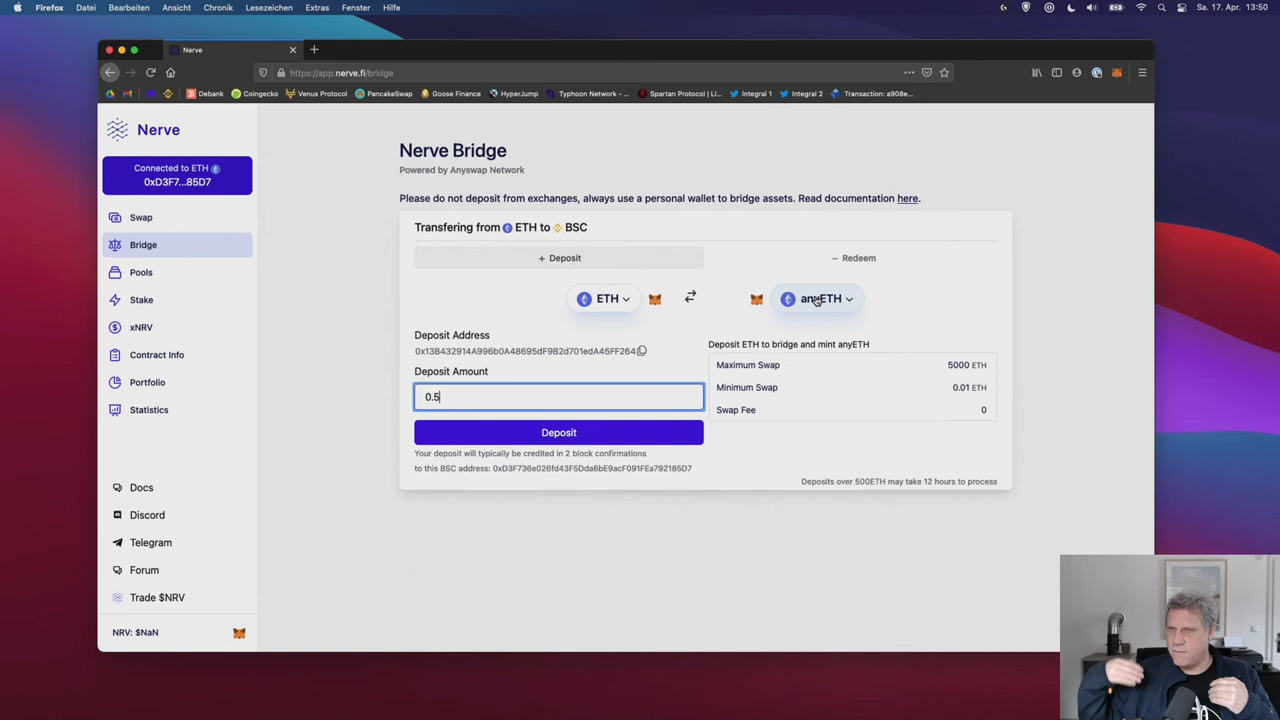 Firefox Datei Bearbeiten Ansicht Chronik Lesezeichen Extras Fenster Hilfe Sa. 17. Apr. 13:50
Nerve
https://app.nerve.fi/bridge
Debank Coingecko Venus Protocol PancakeSwap Goose Finance HyperJump Typhoon Network - ... Spartan Protocol | Li... Integral 1 Integral 2 Transaction: a908e...
Nerve
Connected to ETH
0xD3F7...85D7
Swap
Bridge
Pools
Stake
xNRV
Contract Info
Portfolio
Statistics
Docs
Discord
Telegram
Forum
Trade $NRV
NRV: $NaN
Nerve Bridge
Powered by Anyswap Network
Please do not deposit from exchanges, always use a personal wallet to bridge assets. Read documentation here.
Transfering from ETH to BSC
+ Deposit
− Redeem
ETH
anyETH
Deposit Address
0x13B432914A996b0A48695dF9B2d701edA45FF264
Deposit Amount
0.5
Deposit
Your deposit will typically be credited in 2 block confirmations
to this BSC address: 0xD3F736e026fd43F5Dda6bE9acF091FEa792185D7
Deposit ETH to bridge and mint anyETH
Maximum Swap 5000 ETH
Minimum Swap 0.01 ETH
Swap Fee 0
Deposits over 500ETH may take 12 hours to process